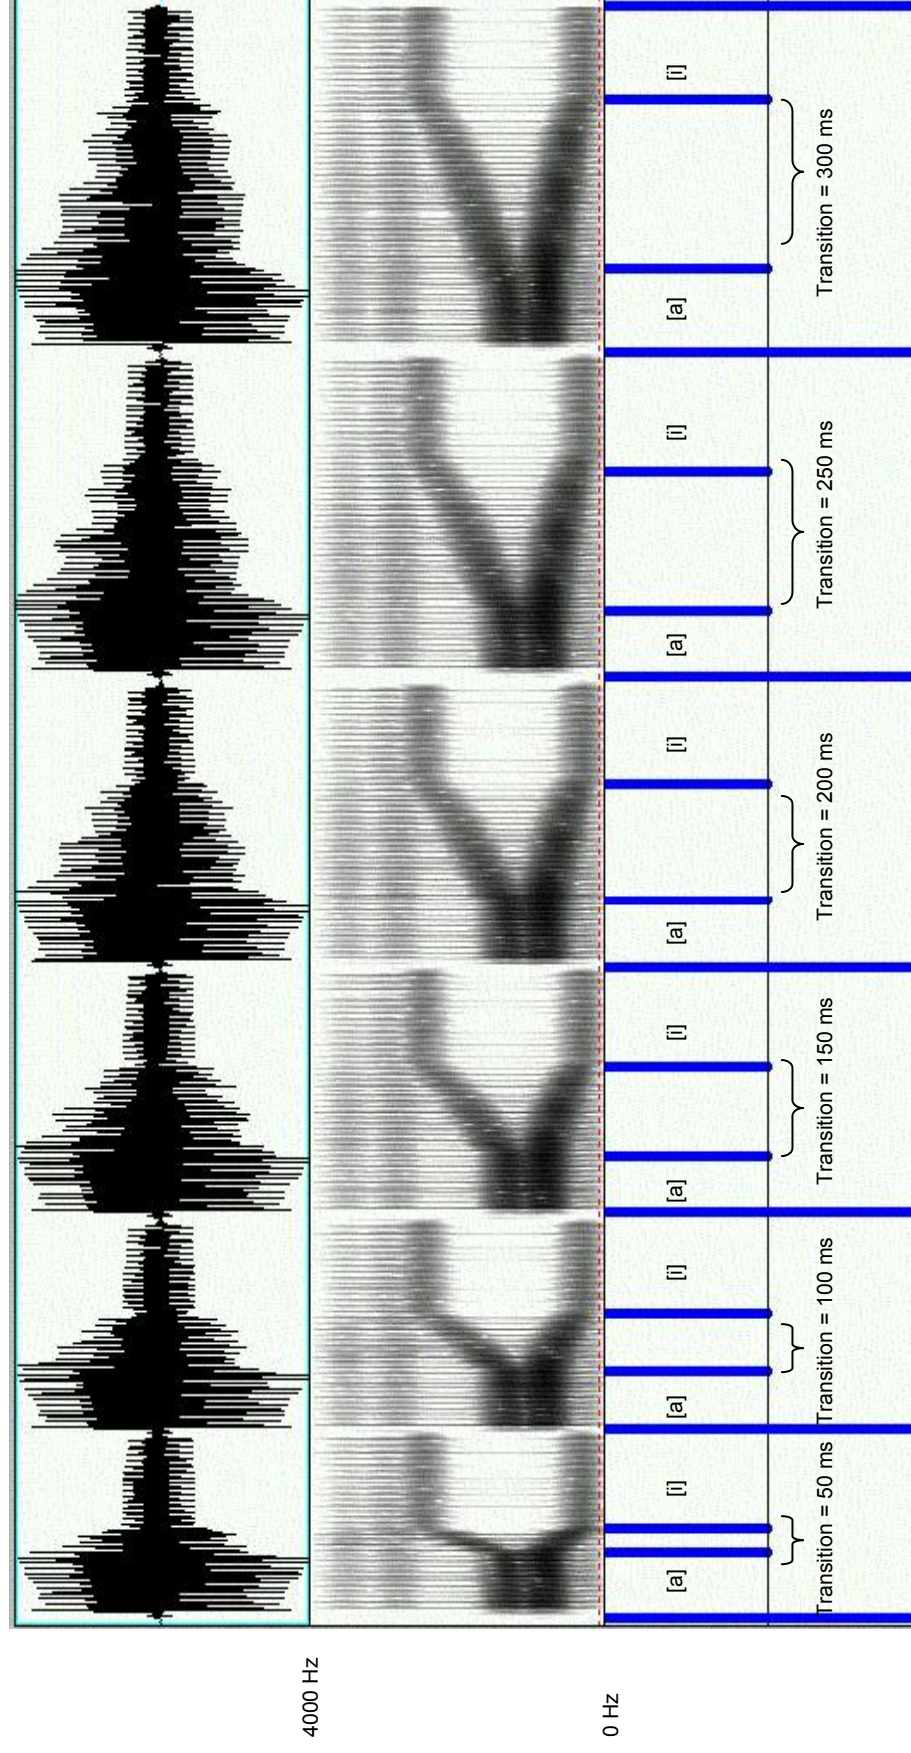 4000 Hz
0 Hz
[a] [i] [a] [i] [a] [i] [a] [i] [a] [i] [a] [i]
Transition = 50 ms Transition = 100 ms Transition = 150 ms Transition = 200 ms Transition = 250 ms Transition = 300 ms